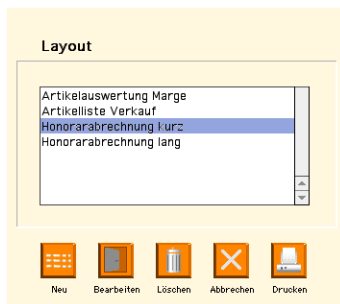 Layout
Artikelauswertung Marge
Artikelliste Verkauf
Honorarabrechnung kurz
Honorarabrechnung lang
Neu Bearbeiten Löschen Abbrechen Drucken